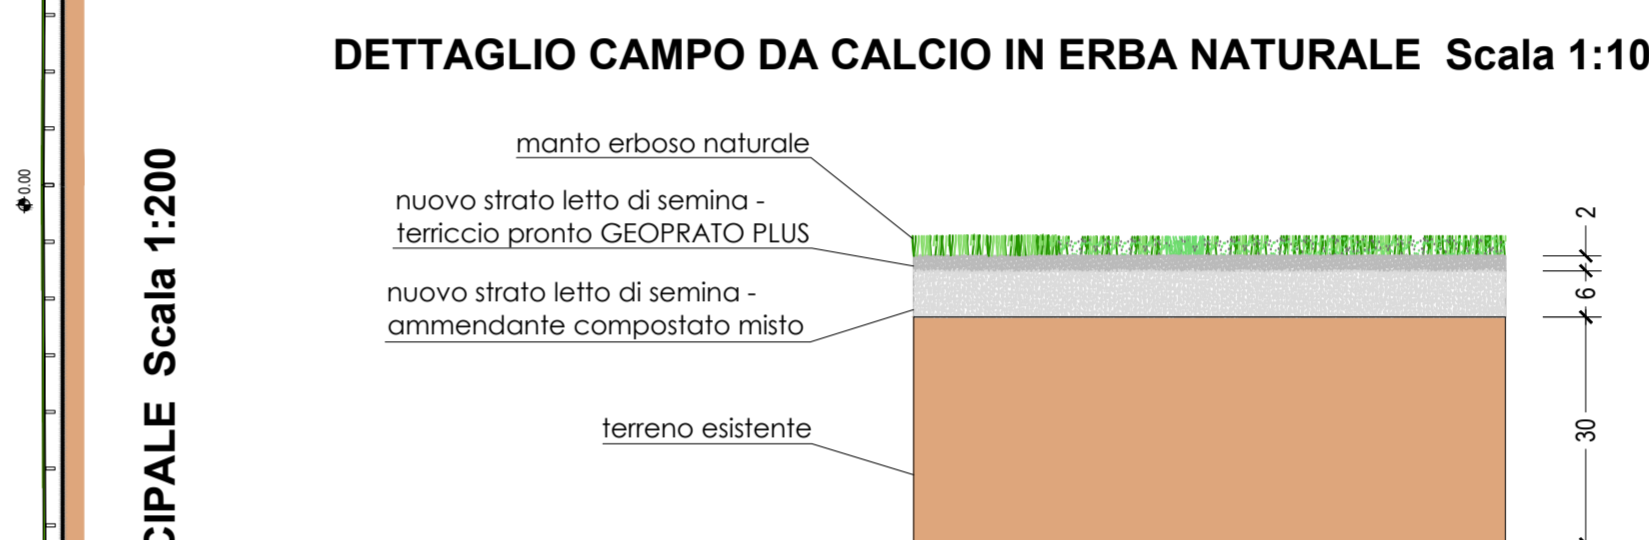 DETTAGLIO CAMPO DA CALCIO IN ERBA NATURALE Scala 1:10
manto erboso naturale
nuovo strato letto di semina -
terriccio pronto GEOPRATO PLUS
nuovo strato letto di semina -
ammendante compostato misto
terreno esistente
2
6
30
CIPALE Scala 1:200
0.00